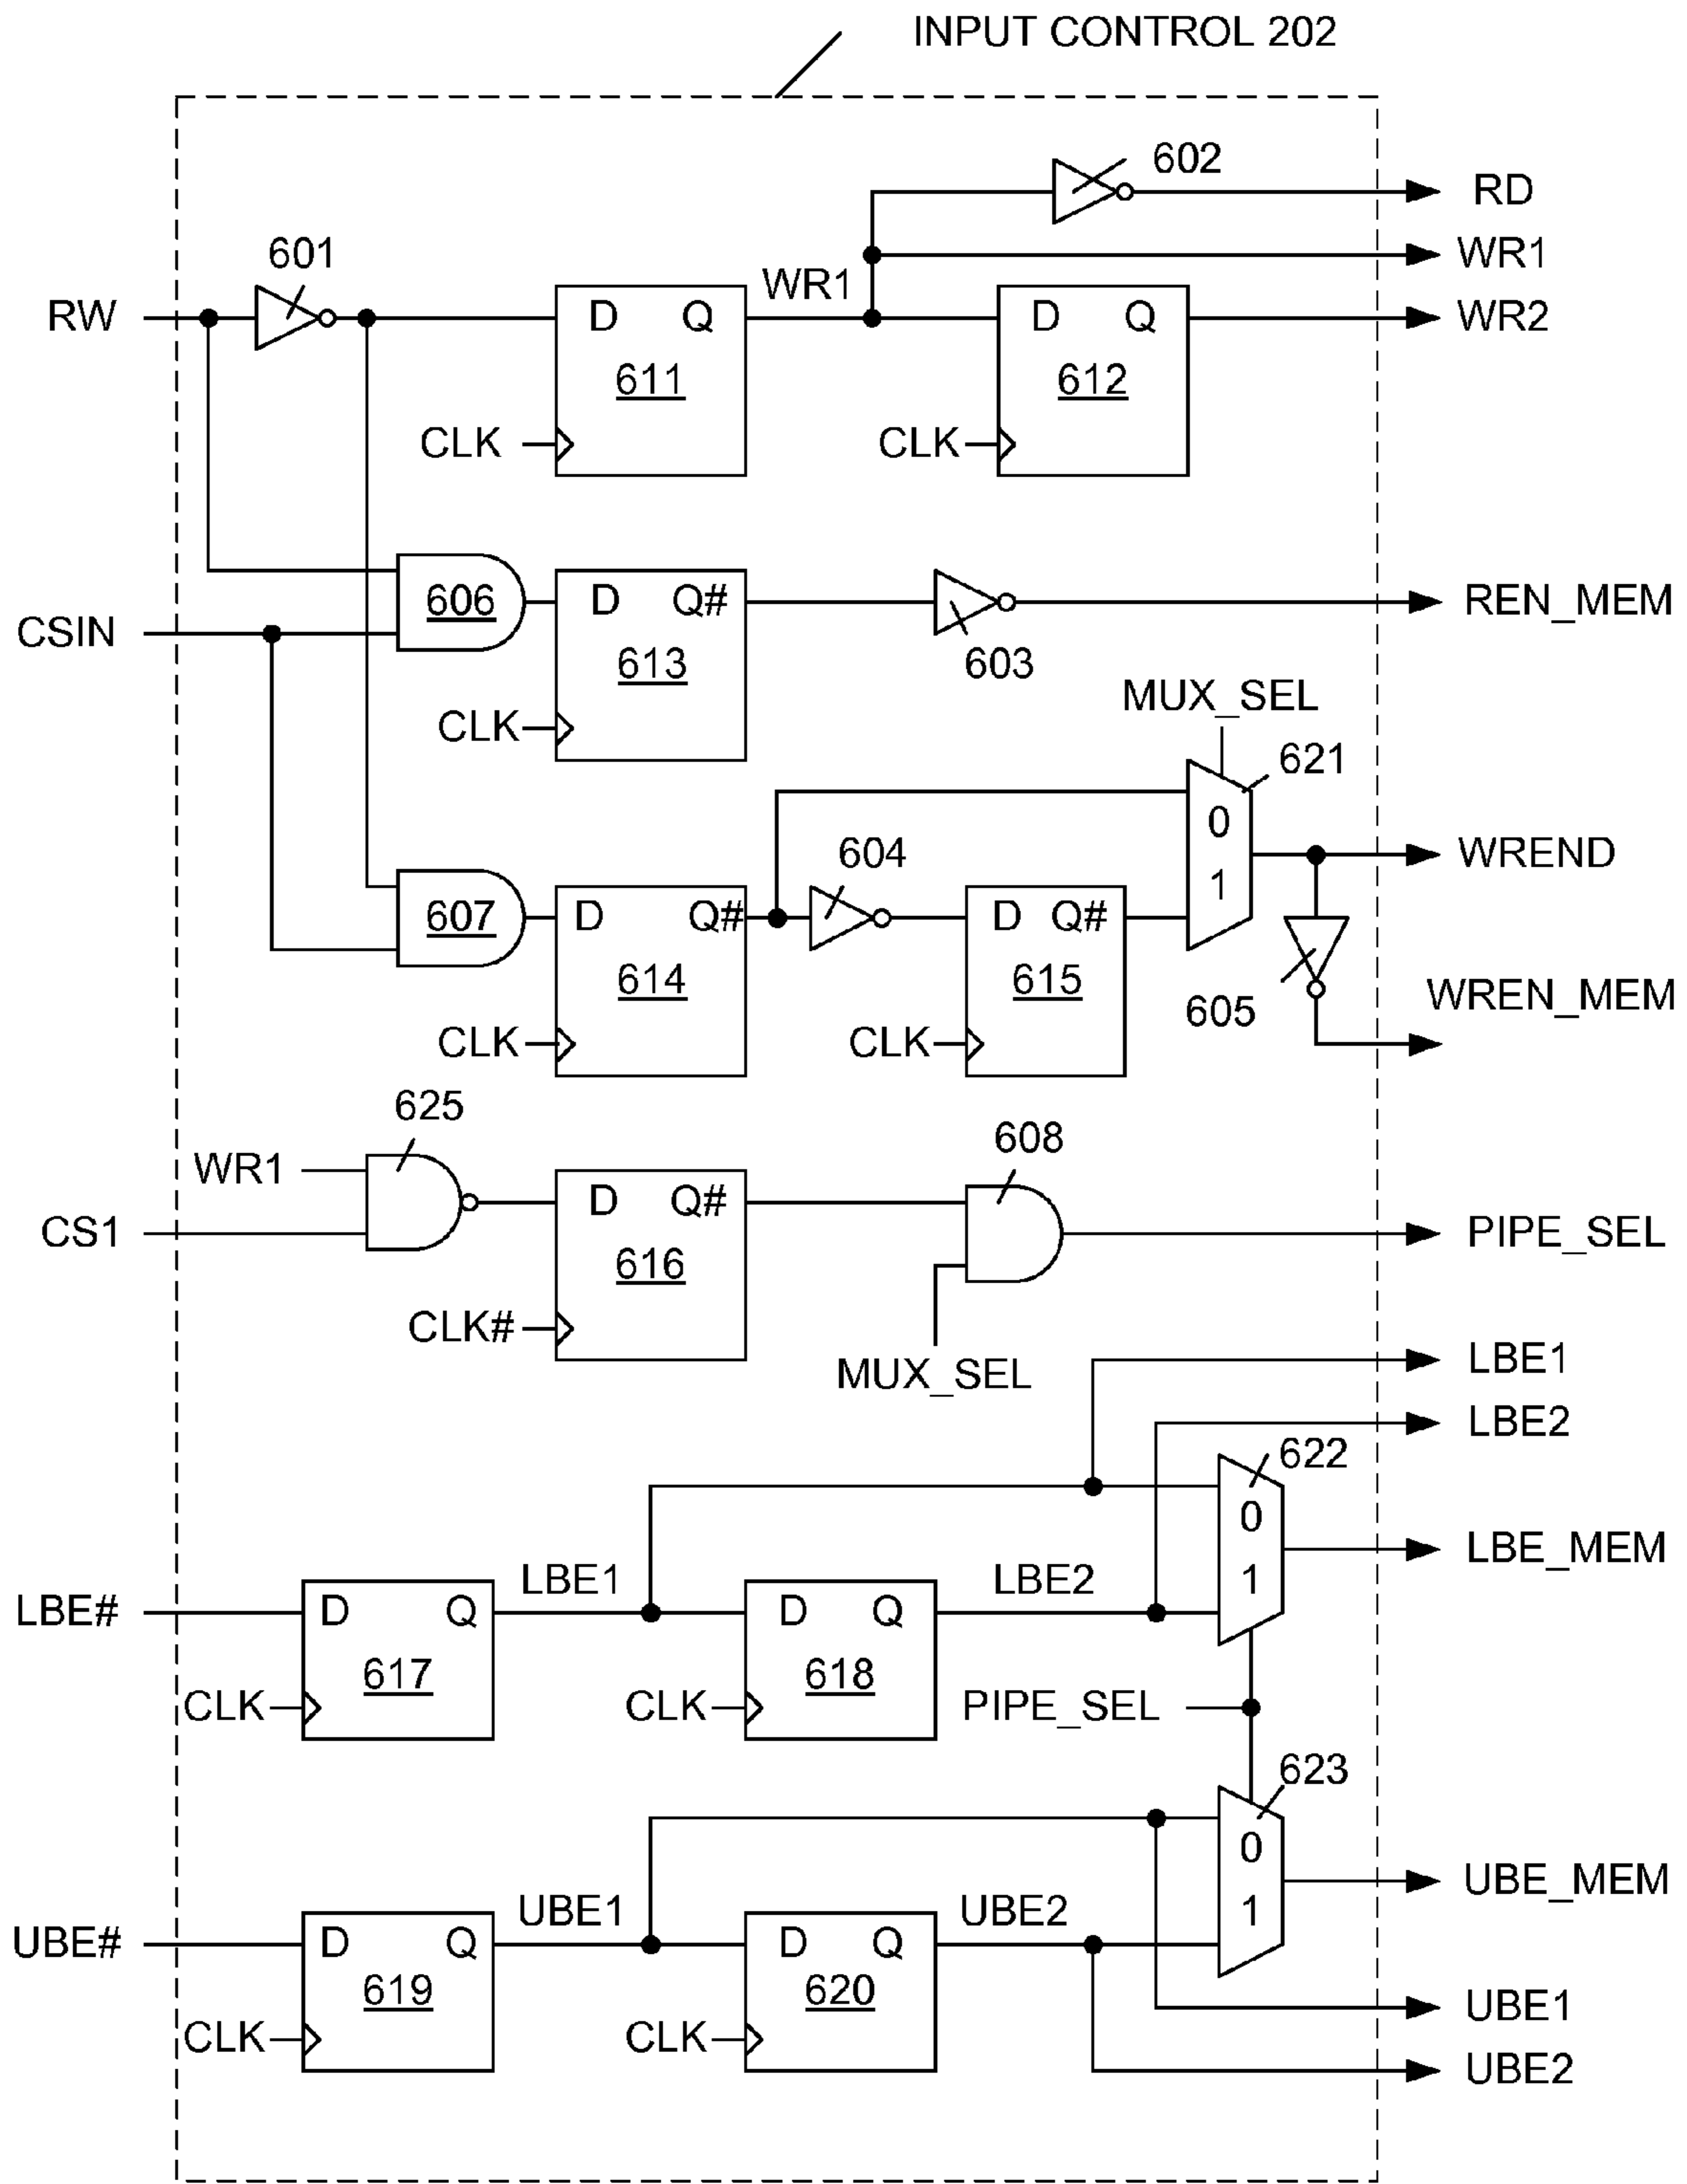 INPUT CONTROL 202
602
RD
601
WR1
WR1
RW
D Q
D Q
WR2
611
612
CLK
CLK
606
D Q#
REN_MEM
CSIN
613
603
CLK
MUX_SEL
621
0
604
WREND
1
607
D Q#
D Q#
614
615
605
WREN_MEM
CLK
CLK
625
608
WR1
D Q#
CS1
PIPE_SEL
616
CLK#
LBE1
MUX_SEL
LBE2
622
0
LBE_MEM
LBE1
LBE2
1
LBE#
D Q
D Q
617
618
CLK
CLK
PIPE_SEL
623
0
UBE_MEM
UBE1
UBE2
1
UBE#
D Q
D Q
619
620
UBE1
CLK
CLK
UBE2